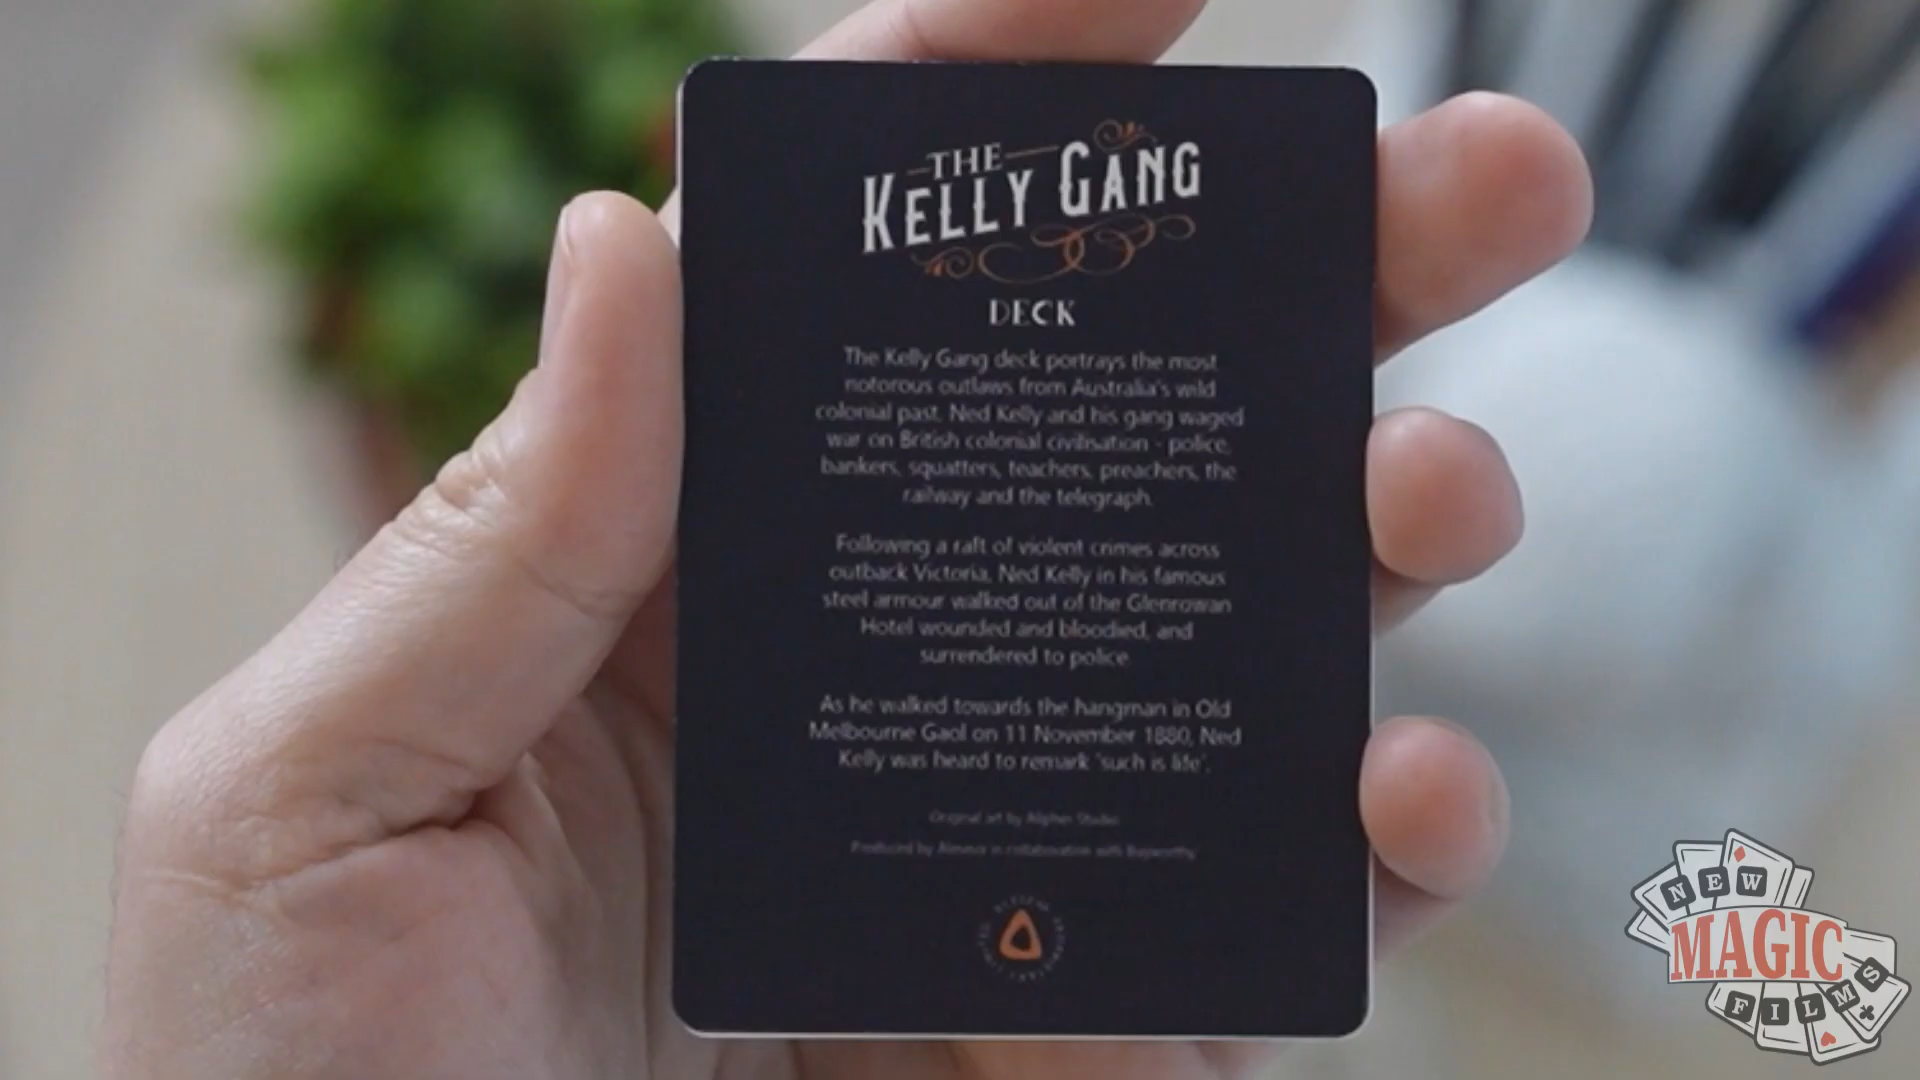 THE
KELLY GANG
DECK
The Kelly Gang deck portrays the most
notorous outlaws from Australia's wild
colonial past. Ned Kelly and his gang waged
war on British colonial civilisation - police,
bankers, squatters, teachers, preachers, the
railway and the telegraph.
Following a raft of violent crimes across
outback Victoria, Ned Kelly in his famous
steel armour walked out of the Glenrowan
Hotel wounded and bloodied, and
surrendered to police
As he walked towards the hangman in Old
Melbourne Gaol on 11 November 1880, Ned
Kelly was heard to remark 'such is life'.
Original art by
Produced by in collaboration with
NEW
MAGIC
FILMS